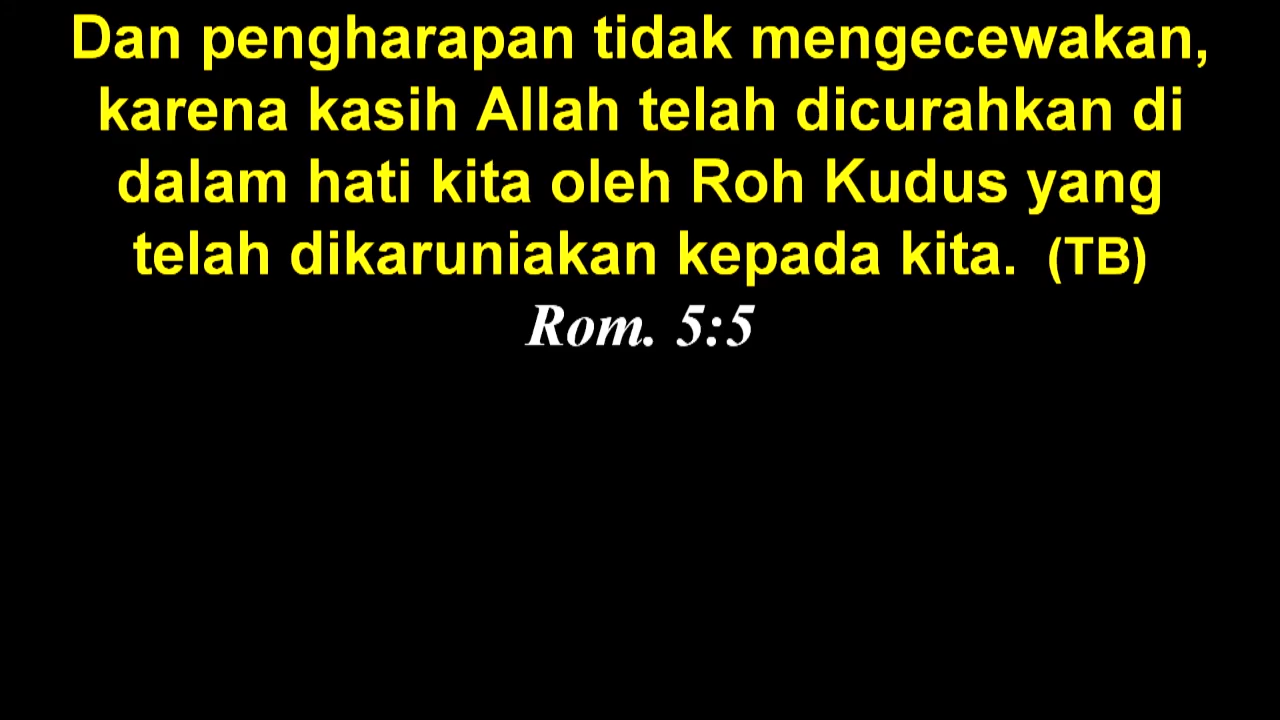 Dan pengharapan tidak mengecewakan,
karena kasih Allah telah dicurahkan di
dalam hati kita oleh Roh Kudus yang
telah dikaruniakan kepada kita. (TB)
Rom. 5:5